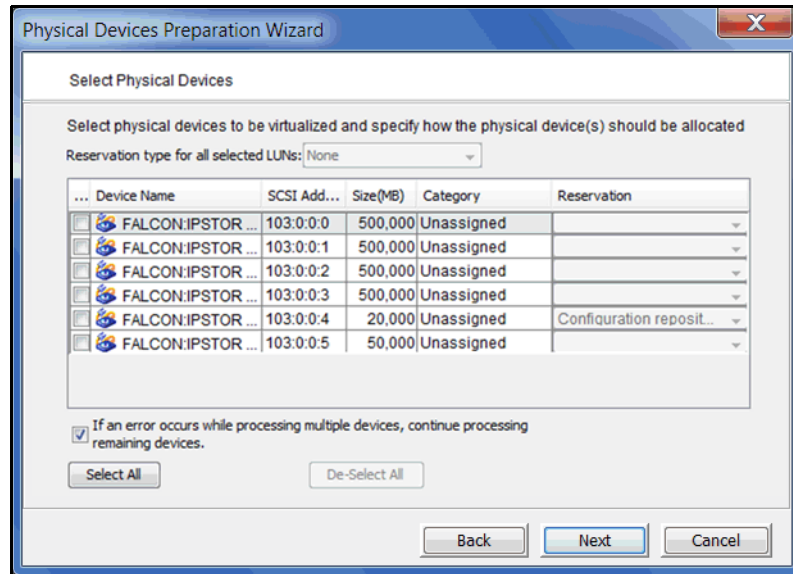 Physical Devices Preparation Wizard
X
Select Physical Devices
Select physical devices to be virtualized and specify how the physical device(s) should be allocated
Reservation type for all selected LUNs: None
... Device Name SCSI Add... Size(MB) Category Reservation
FALCON:IPSTOR ... 103:0:0:0 500,000 Unassigned
FALCON:IPSTOR ... 103:0:0:1 500,000 Unassigned
FALCON:IPSTOR ... 103:0:0:2 500,000 Unassigned
FALCON:IPSTOR ... 103:0:0:3 500,000 Unassigned
FALCON:IPSTOR ... 103:0:0:4 20,000 Unassigned Configuration reposit...
FALCON:IPSTOR ... 103:0:0:5 50,000 Unassigned
If an error occurs while processing multiple devices, continue processing
remaining devices.
Select All De-Select All
Back Next Cancel